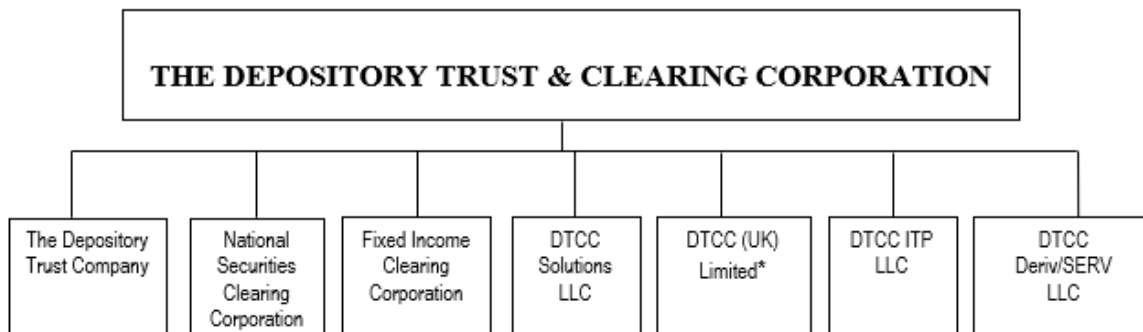 THE DEPOSITORY TRUST & CLEARING CORPORATION
The Depository
Trust Company
National
Securities
Clearing
Corporation
Fixed Income
Clearing
Corporation
DTCC
Solutions
LLC
DTCC (UK)
Limited*
DTCC ITP
LLC
DTCC
Deriv/SERV
LLC